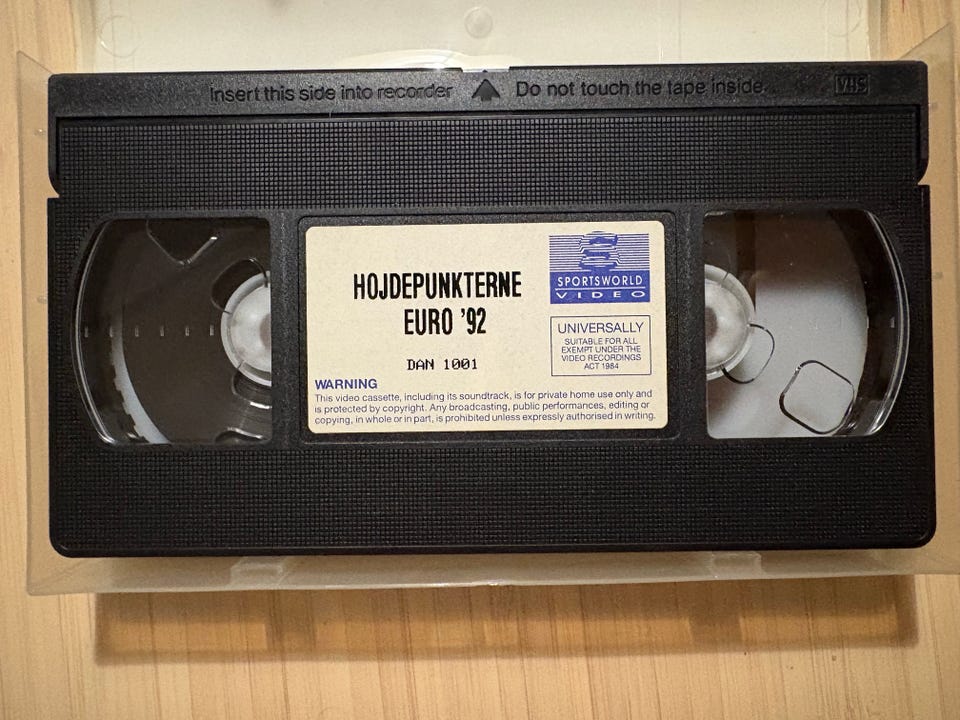 Insert this side into recorder Do not touch the tape inside.
VHS
HOJDEPUNKTERNE
EURO '92
DAN 1001
SPORTSWORLD
VIDEO
UNIVERSALLY
SUITABLE FOR ALL
EXEMPT UNDER THE
VIDEO RECORDINGS
ACT 1984
WARNING
This video cassette, including its soundtrack, is for private home use only and
is protected by copyright. Any broadcasting, public performances, editing or
copying, in whole or in part, is prohibited unless expressly authorised in writing.